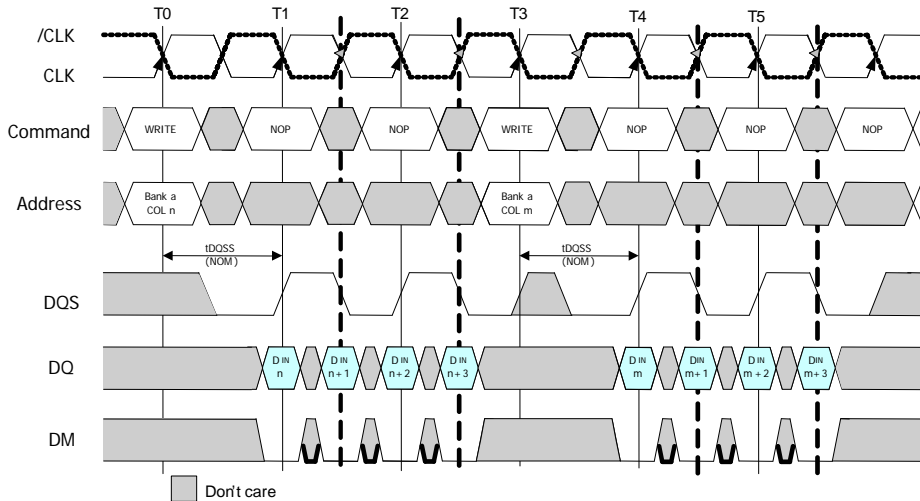 T0 T1 T2 T3 T4 T5
/CLK
CLK
Command WRITE NOP NOP WRITE NOP NOP NOP
Address Bank a COL n Bank a COL m
tDQSS (NOM) tDQSS (NOM)
DQS
DQ D IN n D IN n + 1 D IN n + 2 D IN n + 3 D IN m D IN m + 1 D IN m + 2 D IN m + 3
DM
Don't care